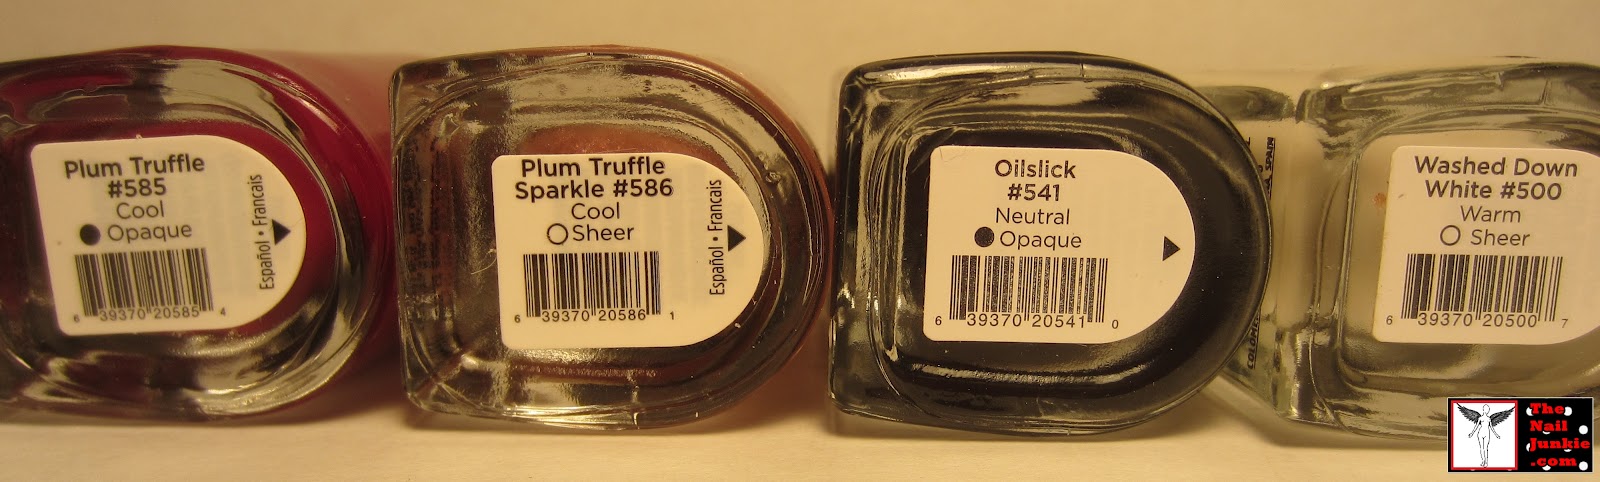 Plum Truffle
#585
Cool
Opaque
6 39370 20585 4
Español • Francais
Plum Truffle
Sparkle #586
Cool
Sheer
6 39370 20586 1
Español • Francais
Oilslick
#541
Neutral
Opaque
6 39370 20541 0
Washed Down
White #500
Warm
Sheer
6 39370 20500 7
The
Nail
Junkie
.com